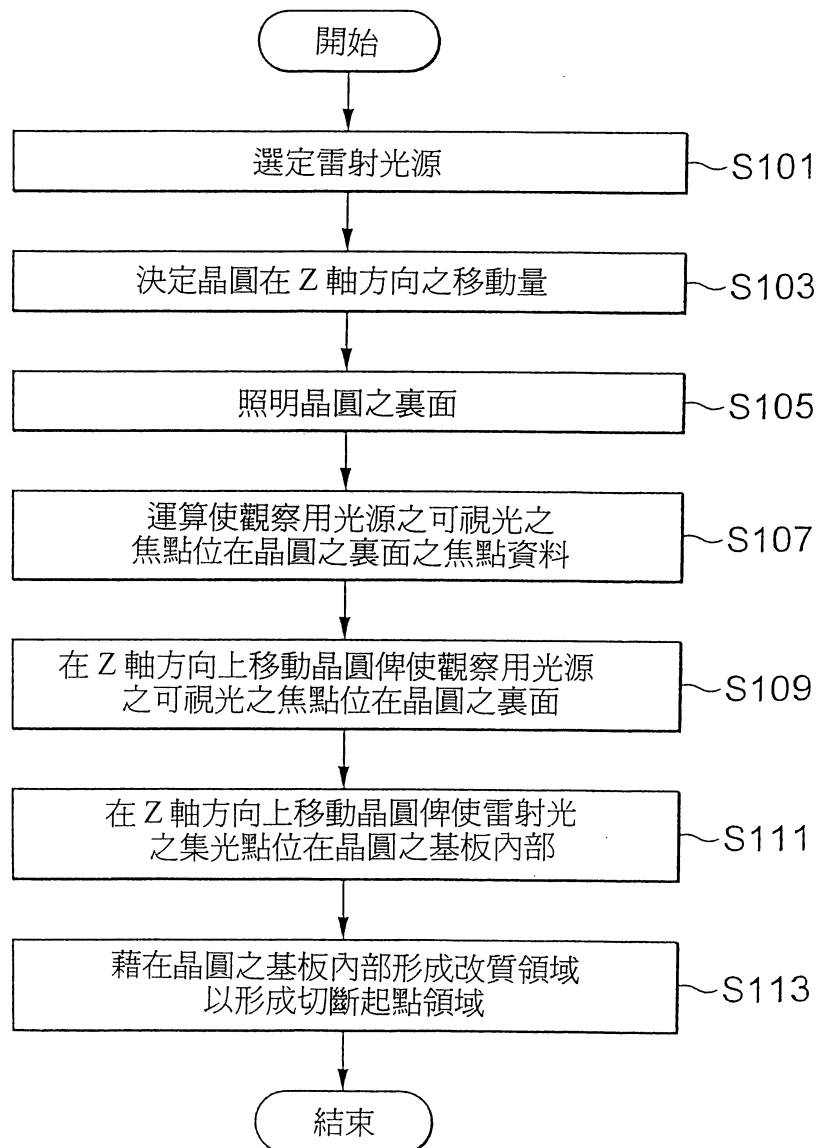 開始
選定雷射光源
S101
決定晶圓在 Z 軸方向之移動量
S103
照明晶圓之裏面
S105
運算使觀察用光源之可視光之
焦點位在晶圓之裏面之焦點資料
S107
在 Z 軸方向上移動晶圓俾使觀察用光源
之可視光之焦點位在晶圓之裏面
S109
在 Z 軸方向上移動晶圓俾使雷射光
之集光點位在晶圓之基板內部
S111
藉在晶圓之基板內部形成改質領域
以形成切斷起點領域
S113
結束